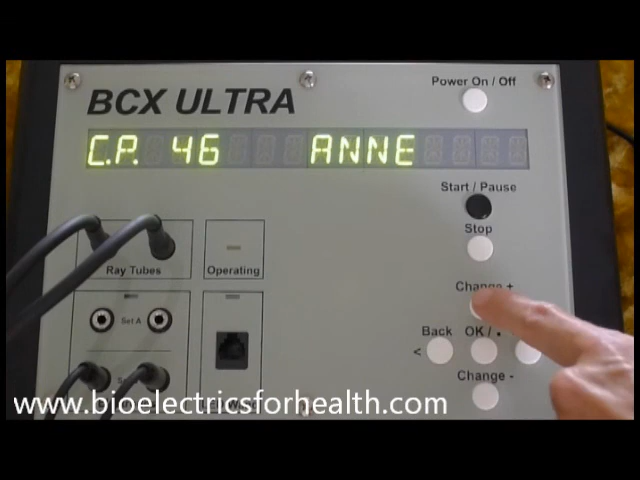 Power On / Off
BCX ULTRA
C.P. 46 ANNE
Start / Pause
Stop
Ray Tubes
Operating
Change +
Set A
Back
OK / .
<
Change -
www.bioelectricsforhealth.com